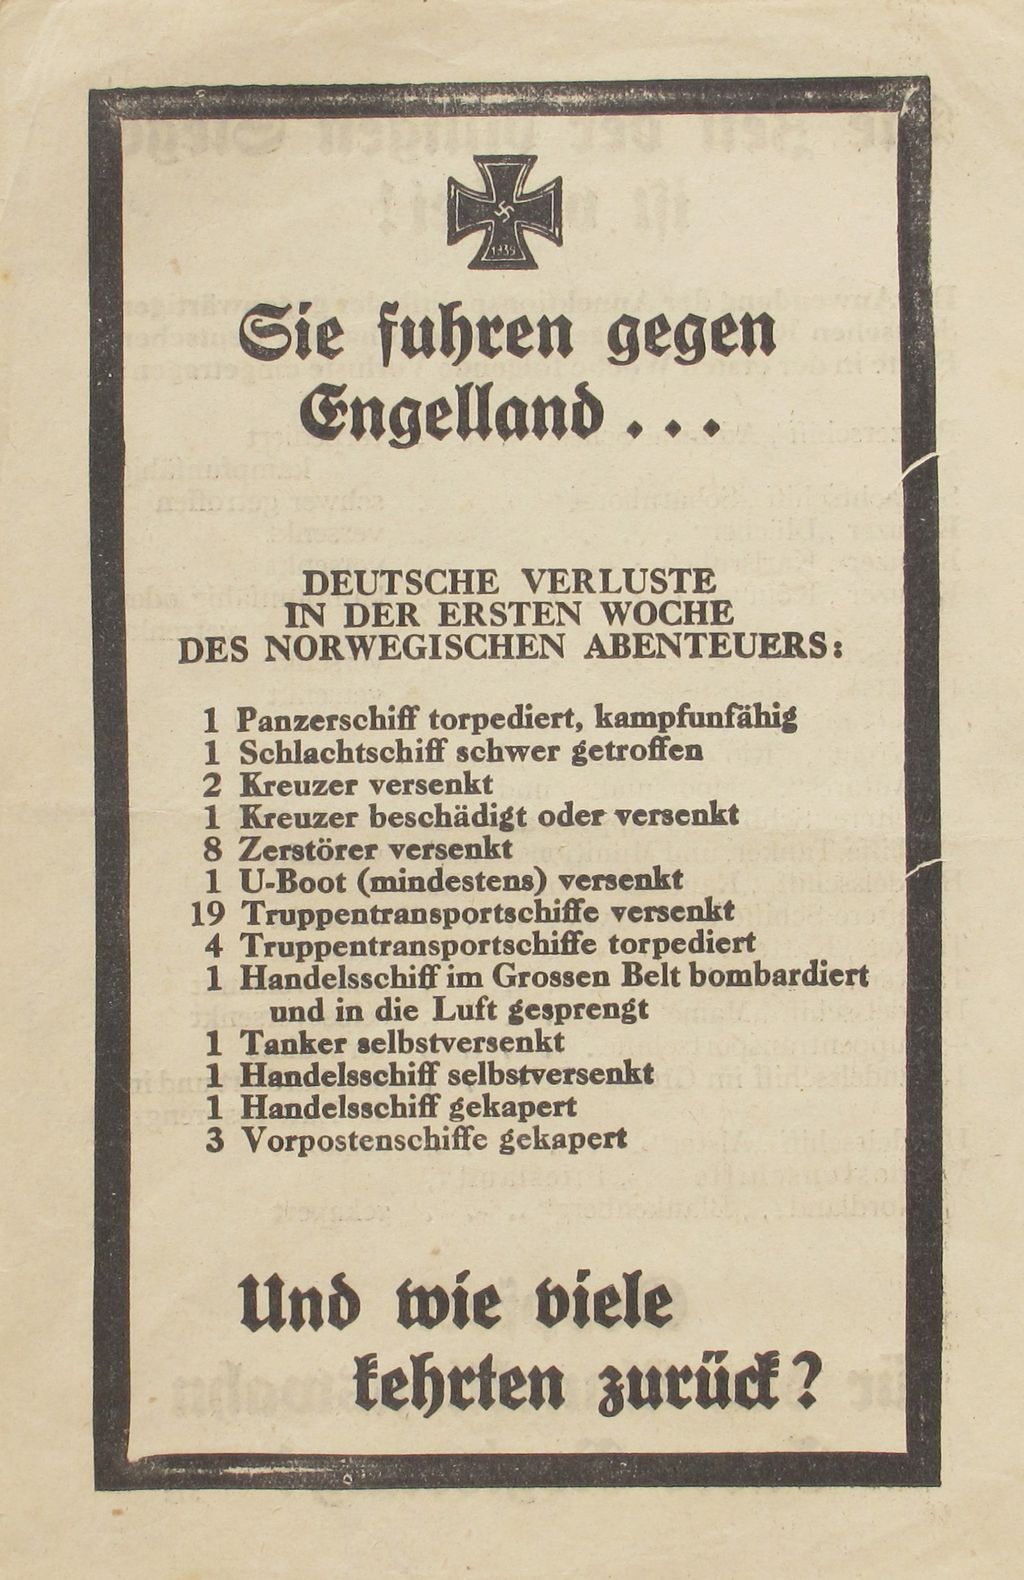 1939
Sie fuhren gegen
Engelland . . .
DEUTSCHE VERLUSTE
IN DER ERSTEN WOCHE
DES NORWEGISCHEN ABENTEUERS:
1 Panzerschiff torpediert, kampfunfähig
1 Schlachtschiff schwer getroffen
2 Kreuzer versenkt
1 Kreuzer beschädigt oder versenkt
8 Zerstörer versenkt
1 U-Boot (mindestens) versenkt
19 Truppentransportschiffe versenkt
4 Truppentransportschiffe torpediert
1 Handelsschiff im Grossen Belt bombardiert
und in die Luft gesprengt
1 Tanker selbstversenkt
1 Handelsschiff selbstversenkt
1 Handelsschiff gekapert
3 Vorpostenschiffe gekapert
Und wie viele
kehrten zurück?